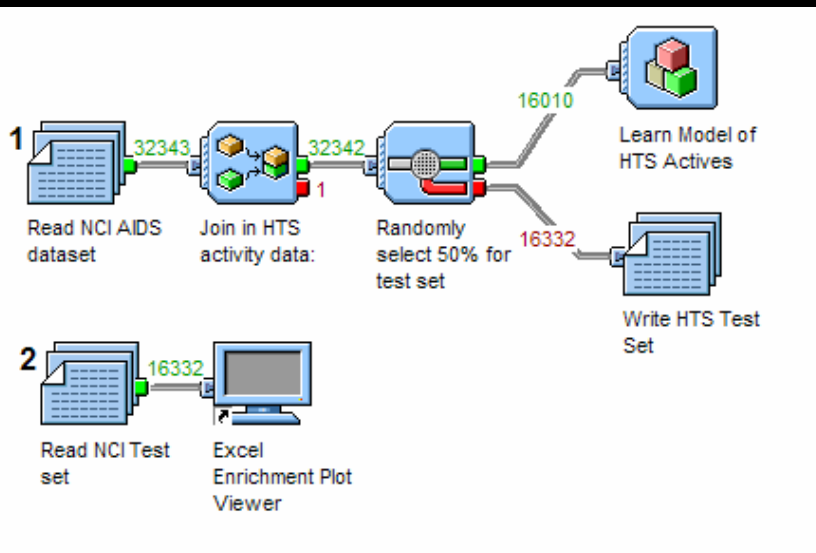 1
32343
32342
1
16010
16332
Read NCI AIDS
dataset
Join in HTS
activity data:
Randomly
select 50% for
test set
Learn Model of
HTS Actives
Write HTS Test
Set
2
16332
Read NCI Test
set
Excel
Enrichment Plot
Viewer